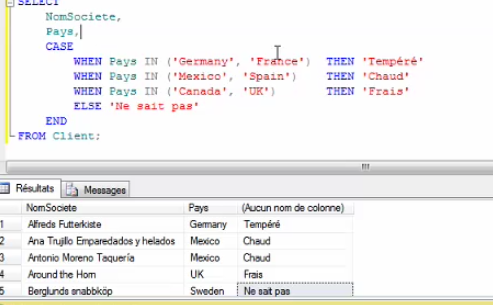 SELECT
NomSociete,
Pays,
CASE
WHEN Pays IN ('Germany', 'France') THEN 'Tempéré'
WHEN Pays IN ('Mexico', 'Spain') THEN 'Chaud'
WHEN Pays IN ('Canada', 'UK') THEN 'Frais'
ELSE 'Ne sait pas'
END
FROM Client;
Résultats Messages
NomSociete Pays (Aucun nom de colonne)
1 Alfreds Futterkiste Germany Tempéré
2 Ana Trujillo Emparedados y helados Mexico Chaud
3 Antonio Moreno Taquería Mexico Chaud
4 Around the Horn UK Frais
5 Berglunds snabbköp Sweden Ne sait pas